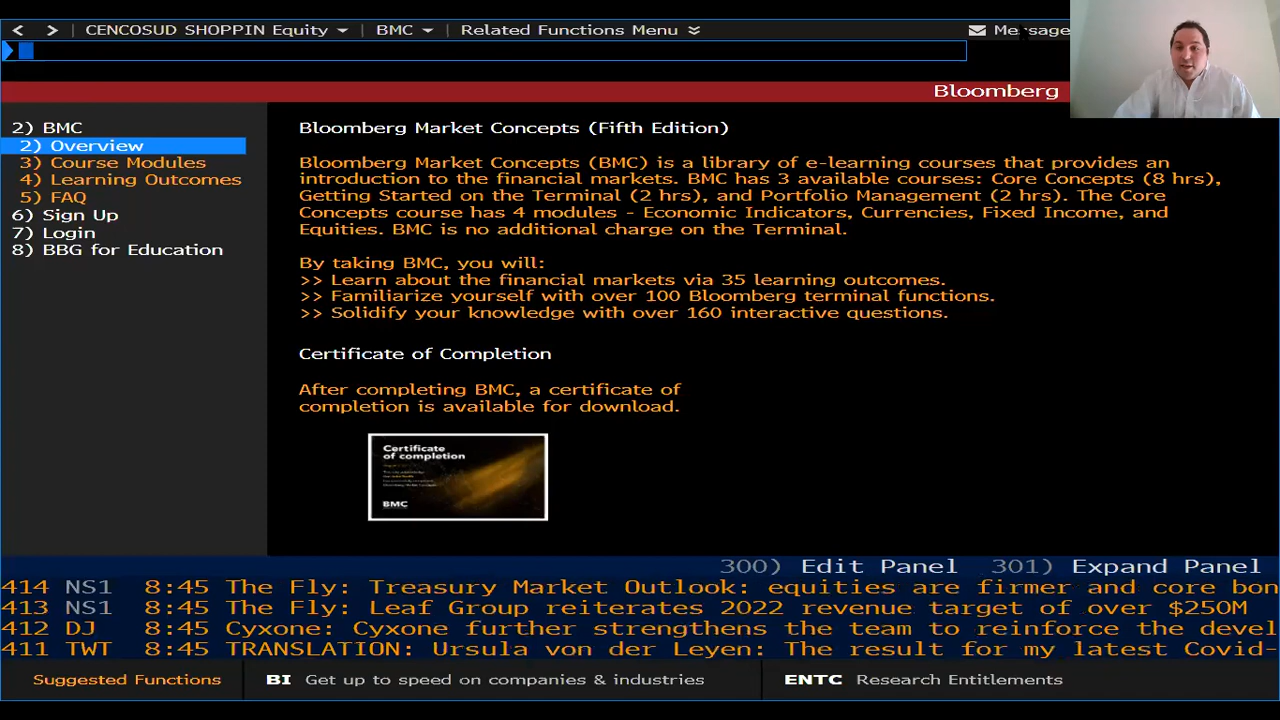 CENCOSUD SHOPPIN Equity BMC Related Functions Menu Message
Bloomberg
2) BMC
2) Overview
3) Course Modules
4) Learning Outcomes
5) FAQ
6) Sign Up
7) Login
8) BBG for Education
Bloomberg Market Concepts (Fifth Edition)
Bloomberg Market Concepts (BMC) is a library of e-learning courses that provides an
introduction to the financial markets. BMC has 3 available courses: Core Concepts (8 hrs),
Getting Started on the Terminal (2 hrs), and Portfolio Management (2 hrs). The Core
Concepts course has 4 modules - Economic Indicators, Currencies, Fixed Income, and
Equities. BMC is no additional charge on the Terminal.
By taking BMC, you will:
>> Learn about the financial markets via 35 learning outcomes.
>> Familiarize yourself with over 100 Bloomberg terminal functions.
>> Solidify your knowledge with over 160 interactive questions.
Certificate of Completion
After completing BMC, a certificate of
completion is available for download.
Certificate
of completion
BMC
300) Edit Panel 301) Expand Panel
414 NS1 8:45 The Fly: Treasury Market Outlook: equities are firmer and core bon
413 NS1 8:45 The Fly: Leaf Group reiterates 2022 revenue target of over $250M
412 DJ 8:45 Cyxone: Cyxone further strengthens the team to reinforce the devel
411 TWT 8:45 TRANSLATION: Ursula von der Leyen: The result for my latest Covid-
Suggested Functions BI Get up to speed on companies & industries ENTC Research Entitlements